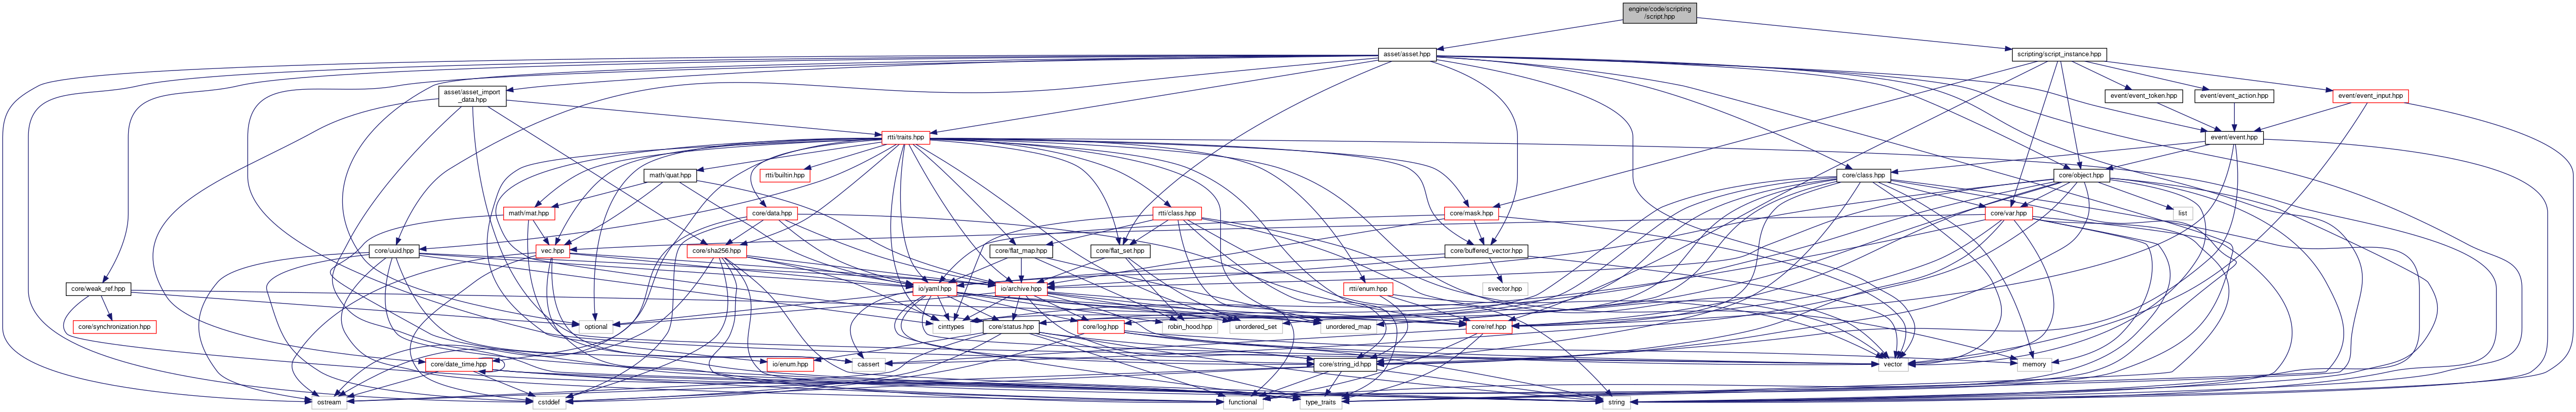 engine/code/scripting
/script.hpp
asset/asset.hpp
scripting/script_instance.hpp
asset/asset_import
_data.hpp
event/event_token.hpp
event/event_action.hpp
event/event_input.hpp
rtti/traits.hpp
event/event.hpp
math/quat.hpp
rtti/builtin.hpp
core/class.hpp
core/object.hpp
math/mat.hpp
core/data.hpp
rtti/class.hpp
core/mask.hpp
core/var.hpp
list
core/uuid.hpp
vec.hpp
core/sha256.hpp
core/flat_map.hpp
core/flat_set.hpp
core/buffered_vector.hpp
core/weak_ref.hpp
io/yaml.hpp
io/archive.hpp
rtti/enum.hpp
svector.hpp
core/synchronization.hpp
optional
cinttypes
core/status.hpp
core/log.hpp
robin_hood.hpp
unordered_set
unordered_map
core/ref.hpp
core/date_time.hpp
io/enum.hpp
cassert
core/string_id.hpp
vector
memory
ostream
cstddef
functional
type_traits
string